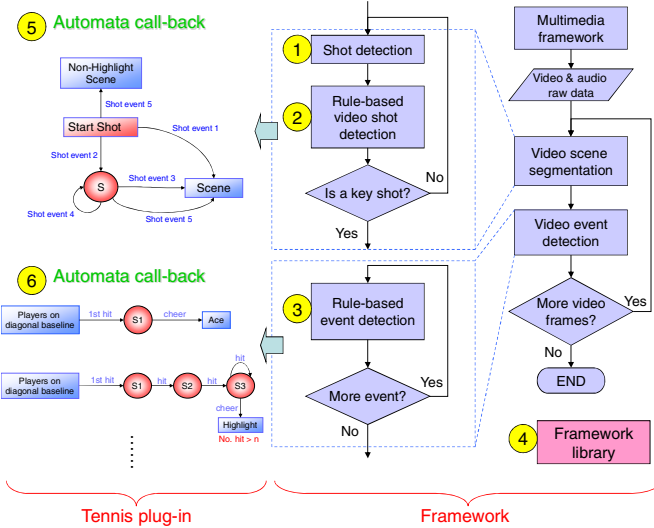 5 Automata call-back
Non-Highlight
Scene
Shot event 5
Start Shot
Shot event 1
Shot event 2
S
Shot event 3
Scene
Shot event 4
Shot event 5
1
Shot detection
2
Rule-based
video shot
detection
No
Is a key shot?
Yes
Multimedia
framework
Video & audio
raw data
Video scene
segmentation
Video event
detection
More video
frames?
Yes
No
END
6 Automata call-back
Players on
diagonal baseline
1st hit
S1
cheer
Ace
Players on
diagonal baseline
1st hit
S1
hit
S2
hit
S3
hit
cheer
Highlight
No. hit > n
3
Rule-based
event detection
Yes
More event?
No
4
Framework
library
Tennis plug-in
Framework